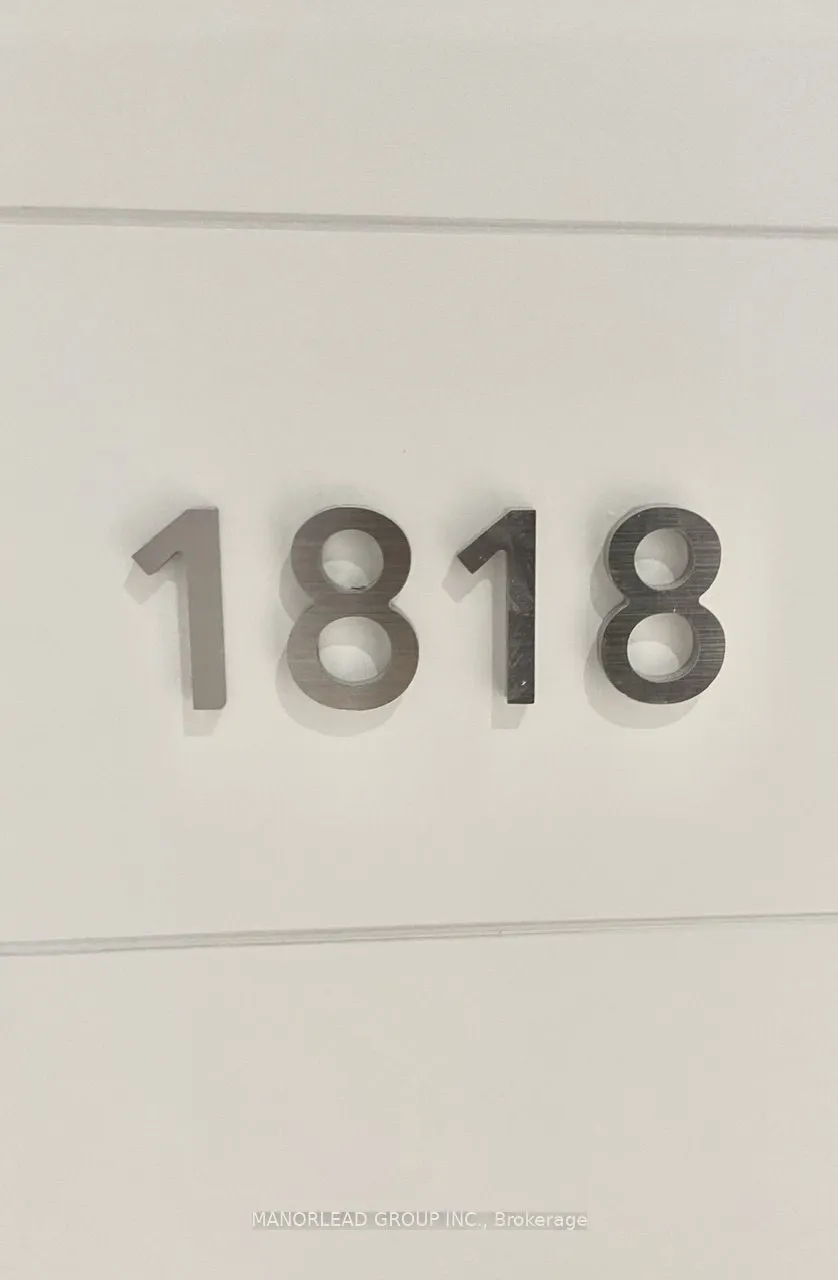 1818
MANORLEAD GROUP INC., Brokerage